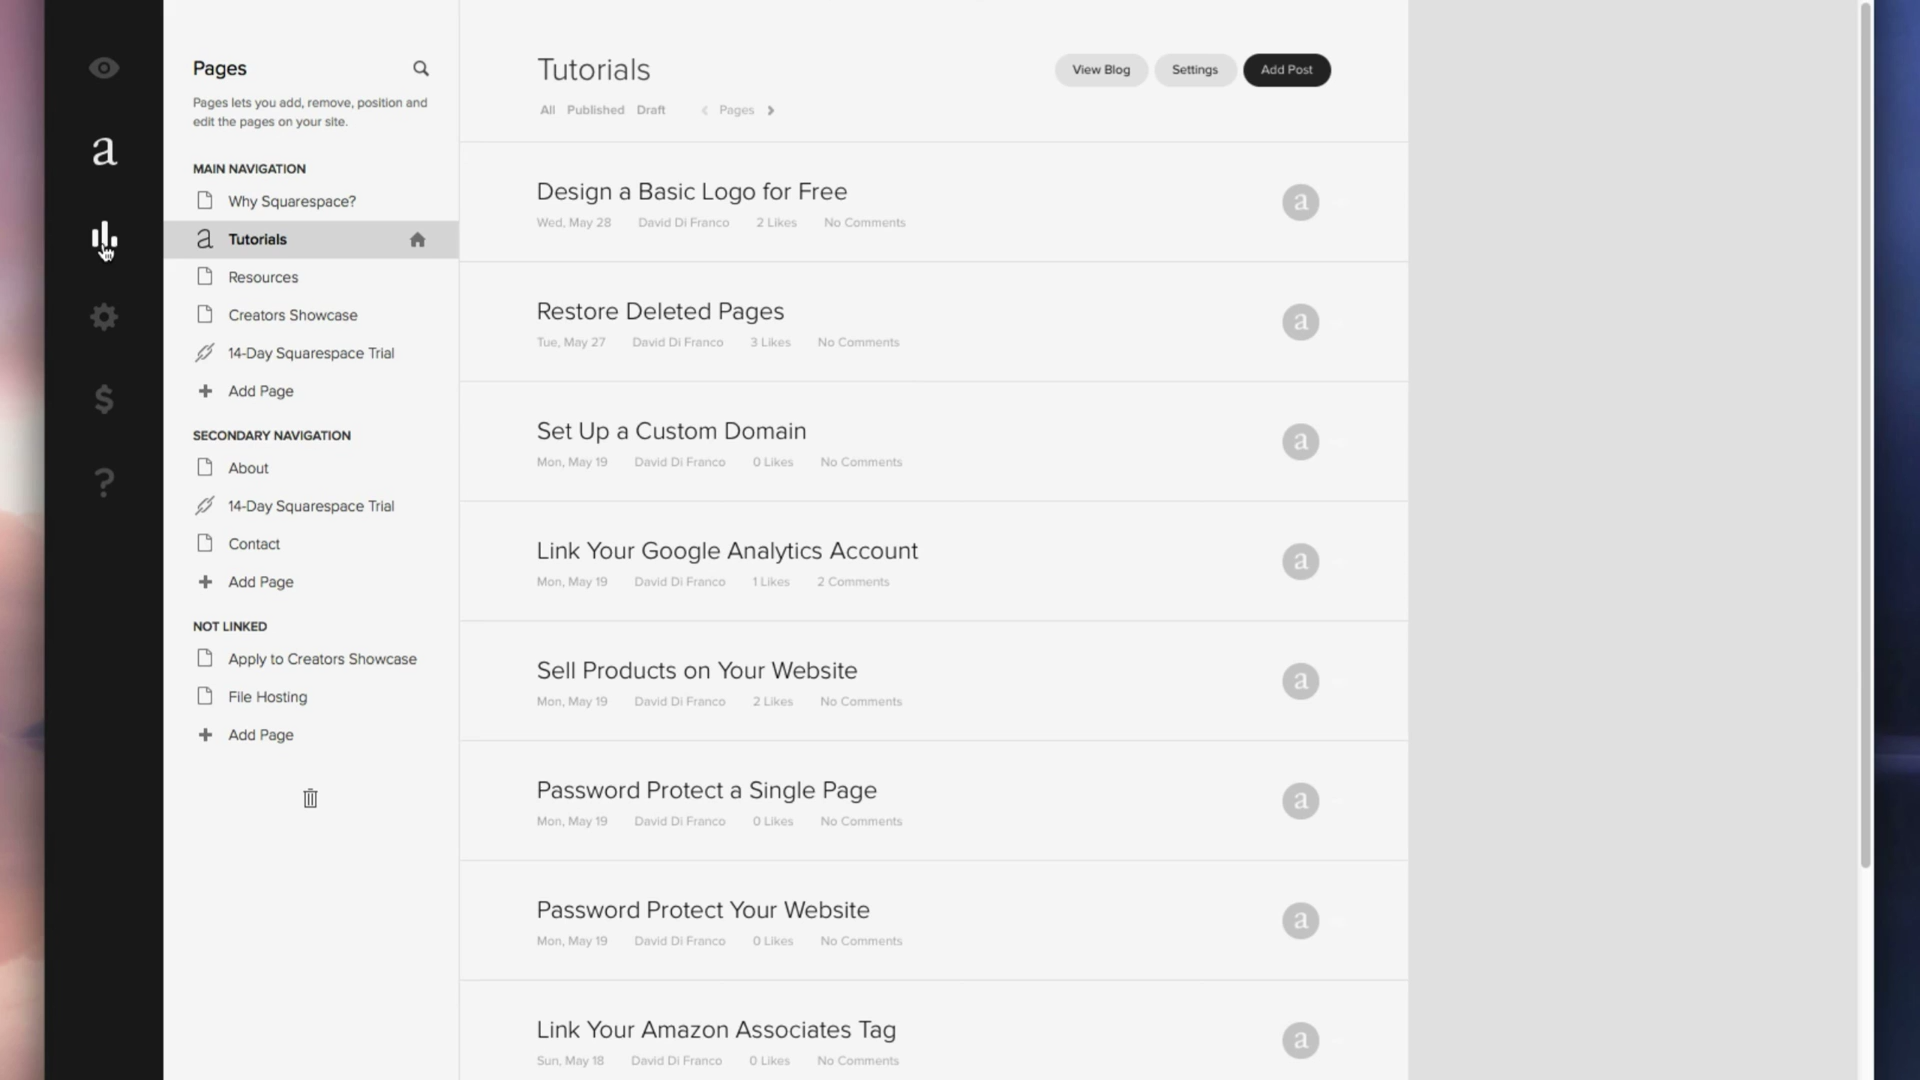 Pages
Pages lets you add, remove, position and
edit the pages on your site.
MAIN NAVIGATION
Why Squarespace?
a Tutorials
Resources
Creators Showcase
14-Day Squarespace Trial
+ Add Page
SECONDARY NAVIGATION
About
14-Day Squarespace Trial
Contact
+ Add Page
NOT LINKED
Apply to Creators Showcase
File Hosting
+ Add Page
a
$
?
Tutorials
View Blog Settings Add Post
All Published Draft < Pages >
Design a Basic Logo for Free
Wed, May 28 David Di Franco 2 Likes No Comments
a
Restore Deleted Pages
Tue, May 27 David Di Franco 3 Likes No Comments
a
Set Up a Custom Domain
Mon, May 19 David Di Franco 0 Likes No Comments
a
Link Your Google Analytics Account
Mon, May 19 David Di Franco 1 Likes 2 Comments
a
Sell Products on Your Website
Mon, May 19 David Di Franco 2 Likes No Comments
a
Password Protect a Single Page
Mon, May 19 David Di Franco 0 Likes No Comments
a
Password Protect Your Website
Mon, May 19 David Di Franco 0 Likes No Comments
a
Link Your Amazon Associates Tag
Sun, May 18 David Di Franco 0 Likes No Comments
a